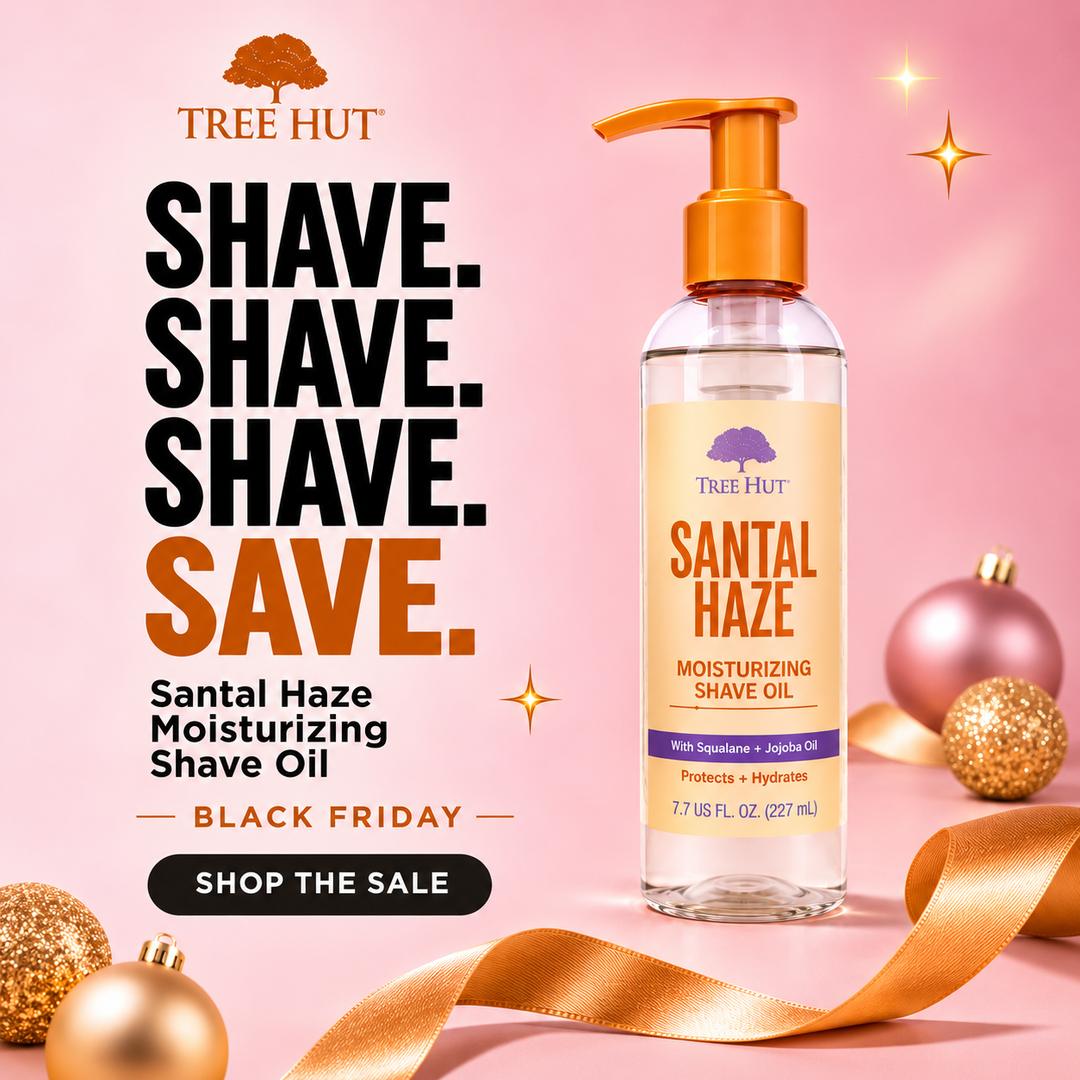 TREE HUT®
SHAVE.
SHAVE.
SHAVE.
SAVE.
Santal Haze
Moisturizing
Shave Oil
BLACK FRIDAY
SHOP THE SALE
TREE HUT®
SANTAL
HAZE
MOISTURIZING
SHAVE OIL
With Squalane + Jojoba Oil
Protects + Hydrates
7.7 US FL. OZ. (227 mL)